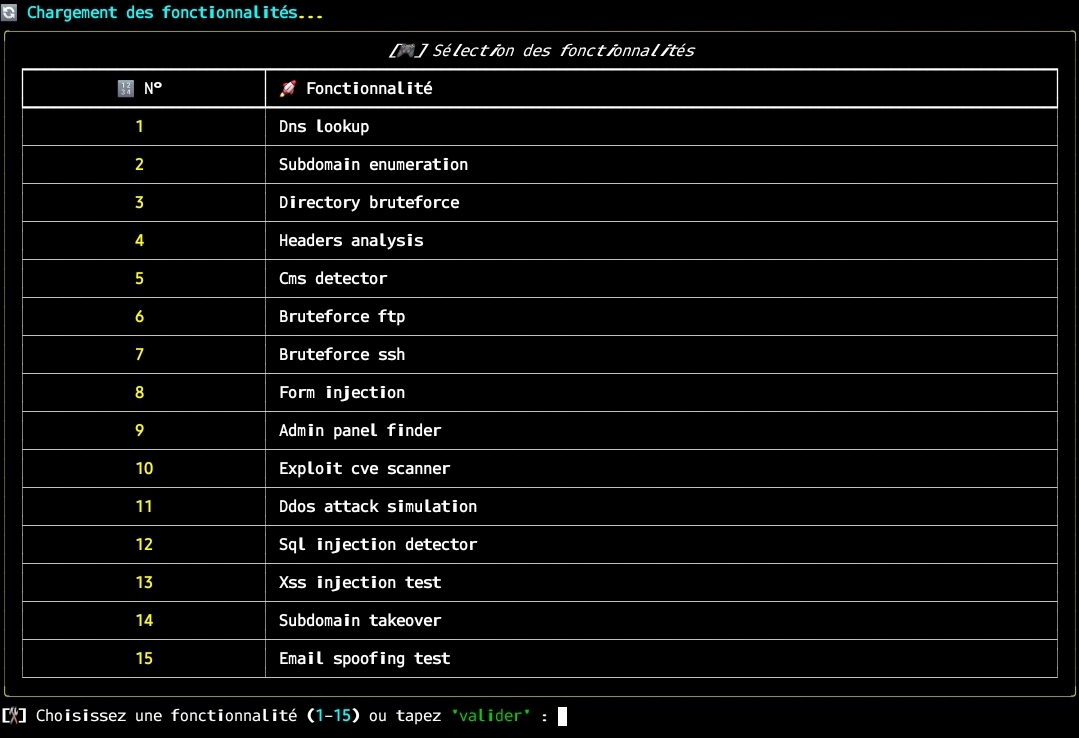 Chargement des fonctionnalités...
[🎮] Sélection des fonctionnalités
🔢 N° 🚀 Fonctionnalité
1 Dns lookup
2 Subdomain enumeration
3 Directory bruteforce
4 Headers analysis
5 Cms detector
6 Bruteforce ftp
7 Bruteforce ssh
8 Form injection
9 Admin panel finder
10 Exploit cve scanner
11 Ddos attack simulation
12 Sql injection detector
13 Xss injection test
14 Subdomain takeover
15 Email spoofing test
[🛠] Choisissez une fonctionnalité (1-15) ou tapez "valider" :